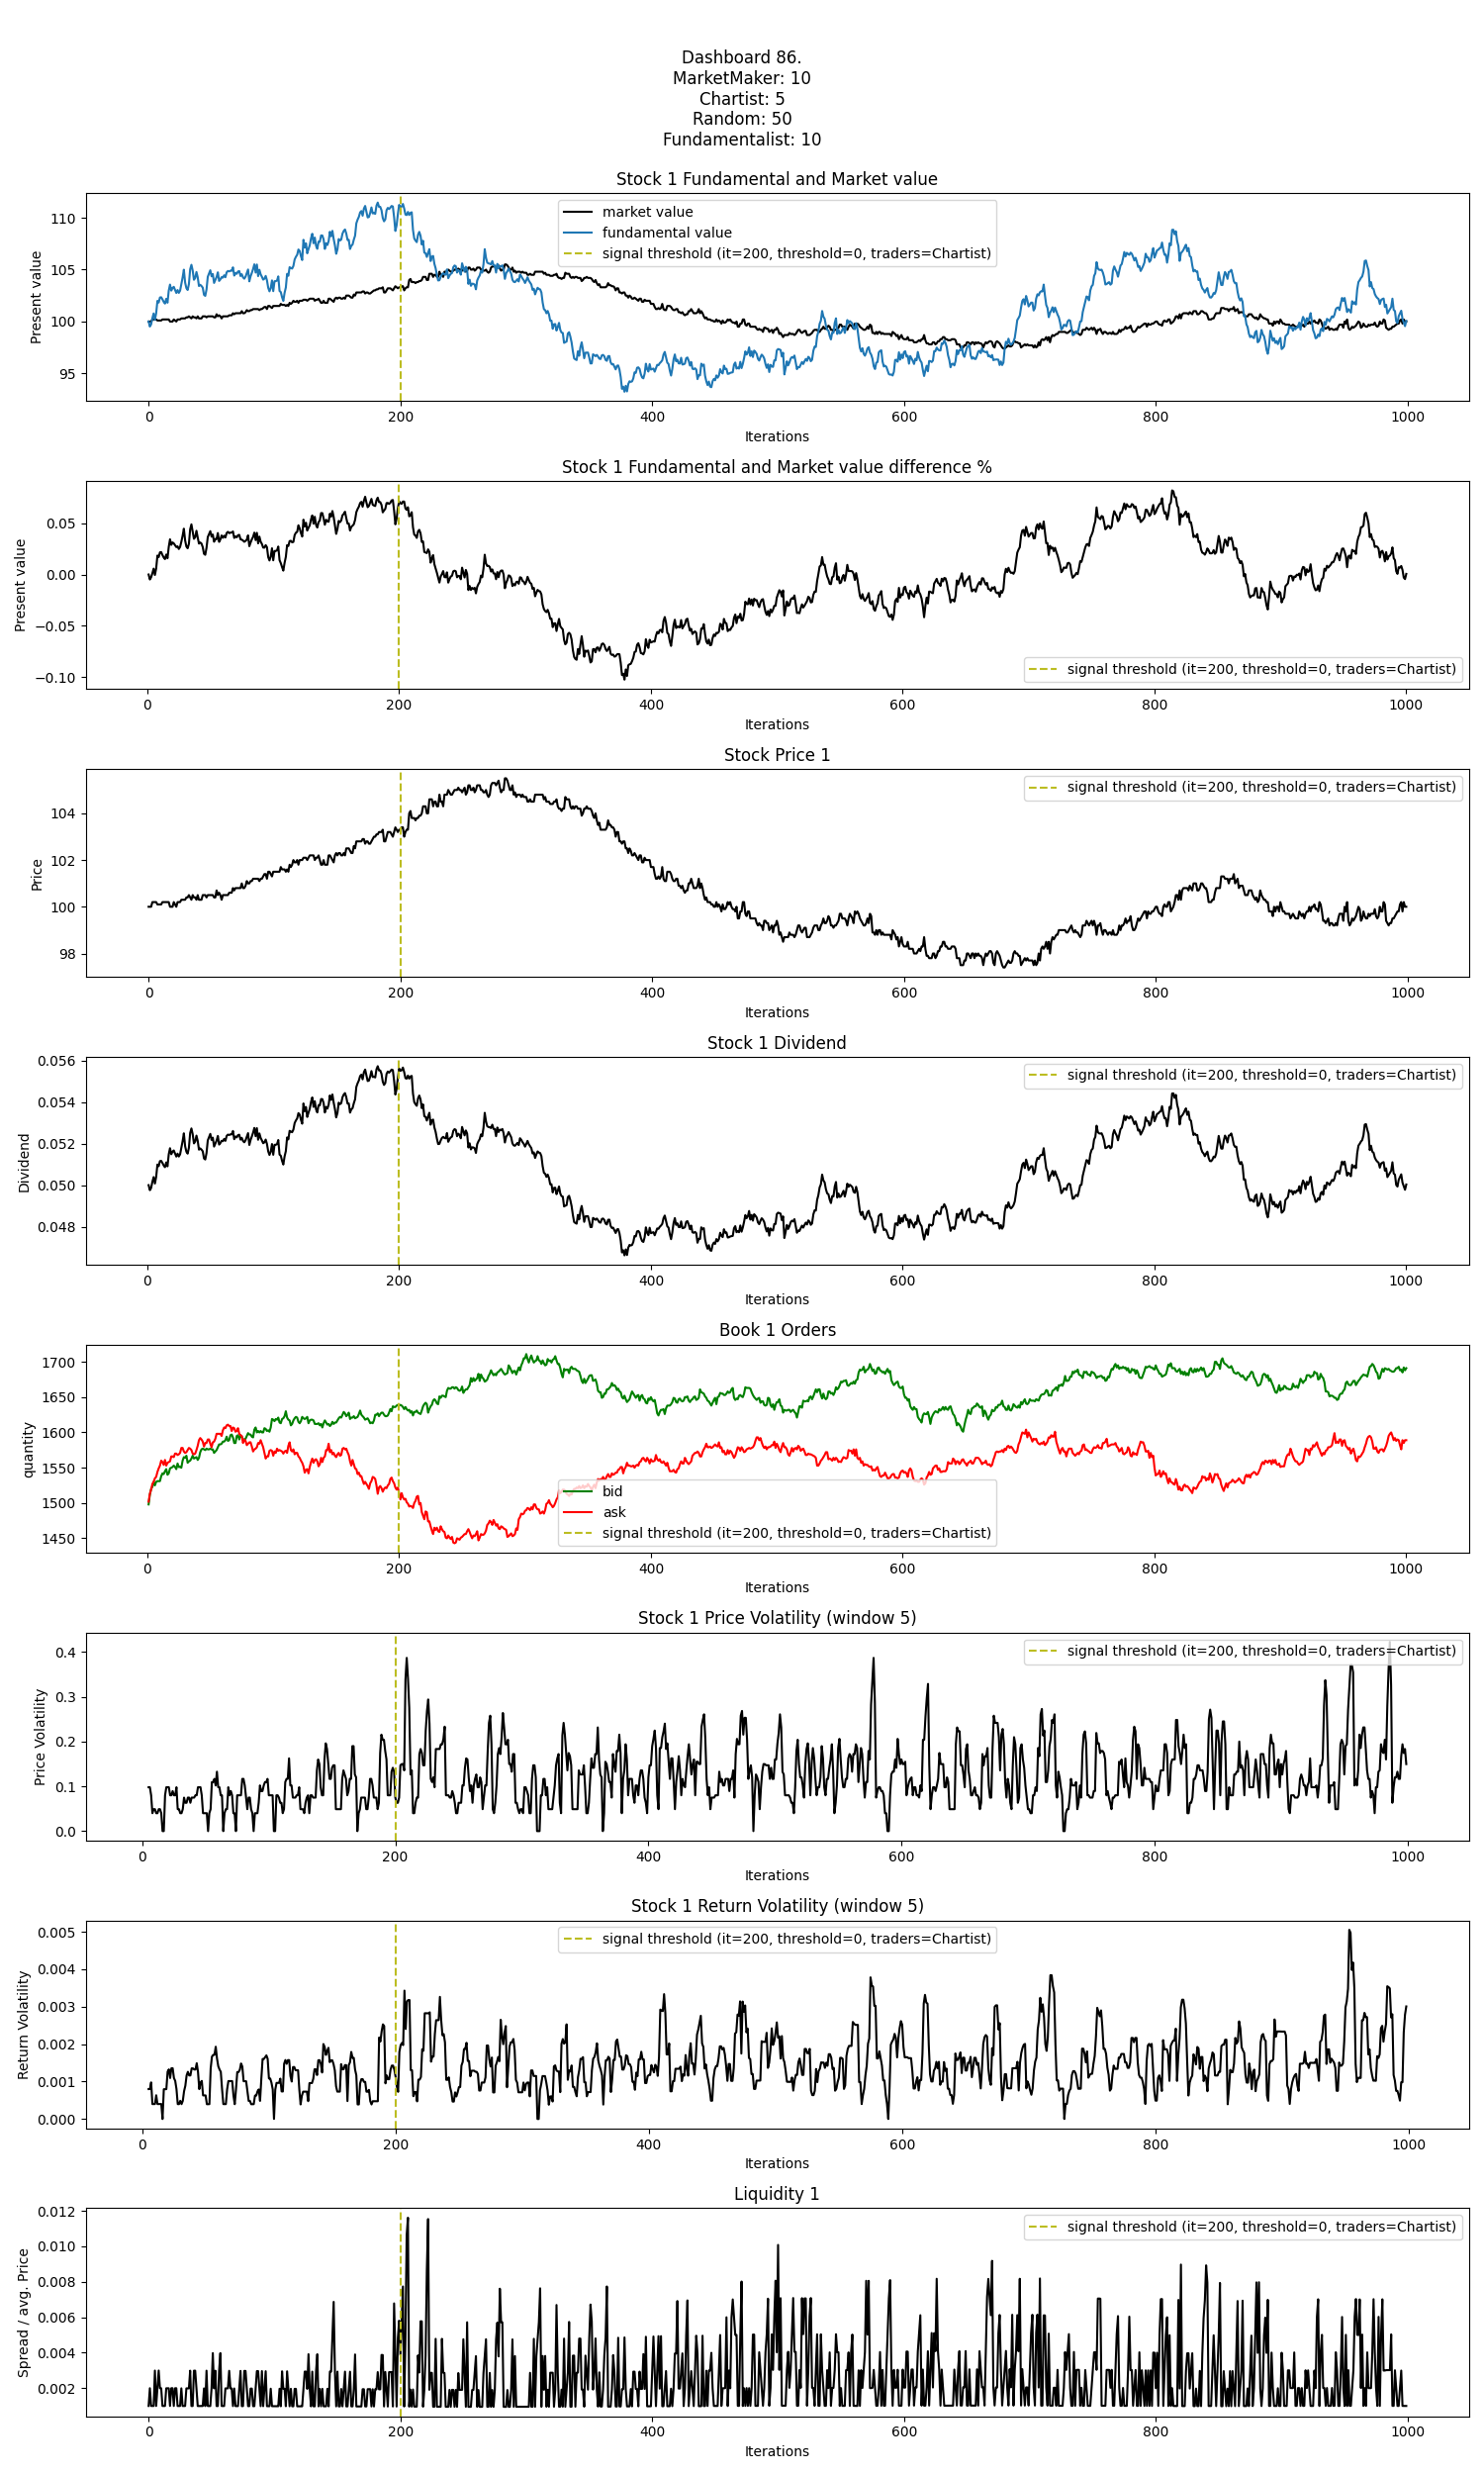 Dashboard 86.
MarketMaker: 10
Chartist: 5
Random: 50
Fundamentalist: 10
Stock 1 Fundamental and Market value
market value
fundamental value
signal threshold (it=200, threshold=0, traders=Chartist)
Present value
110
105
100
95
0 200 400 600 800 1000
Iterations
Stock 1 Fundamental and Market value difference %
Present value
0.05
0.00
−0.05
−0.10
signal threshold (it=200, threshold=0, traders=Chartist)
0 200 400 600 800 1000
Iterations
Stock Price 1
signal threshold (it=200, threshold=0, traders=Chartist)
Price
104
102
100
98
0 200 400 600 800 1000
Iterations
Stock 1 Dividend
signal threshold (it=200, threshold=0, traders=Chartist)
Dividend
0.056
0.054
0.052
0.050
0.048
0 200 400 600 800 1000
Iterations
Book 1 Orders
quantity
1700
1650
1600
1550
1500
1450
bid
ask
signal threshold (it=200, threshold=0, traders=Chartist)
0 200 400 600 800 1000
Iterations
Stock 1 Price Volatility (window 5)
signal threshold (it=200, threshold=0, traders=Chartist)
Price Volatility
0.4
0.3
0.2
0.1
0.0
0 200 400 600 800 1000
Iterations
Stock 1 Return Volatility (window 5)
signal threshold (it=200, threshold=0, traders=Chartist)
Return Volatility
0.005
0.004
0.003
0.002
0.001
0.000
0 200 400 600 800 1000
Iterations
Liquidity 1
signal threshold (it=200, threshold=0, traders=Chartist)
Spread / avg. Price
0.012
0.010
0.008
0.006
0.004
0.002
0 200 400 600 800 1000
Iterations